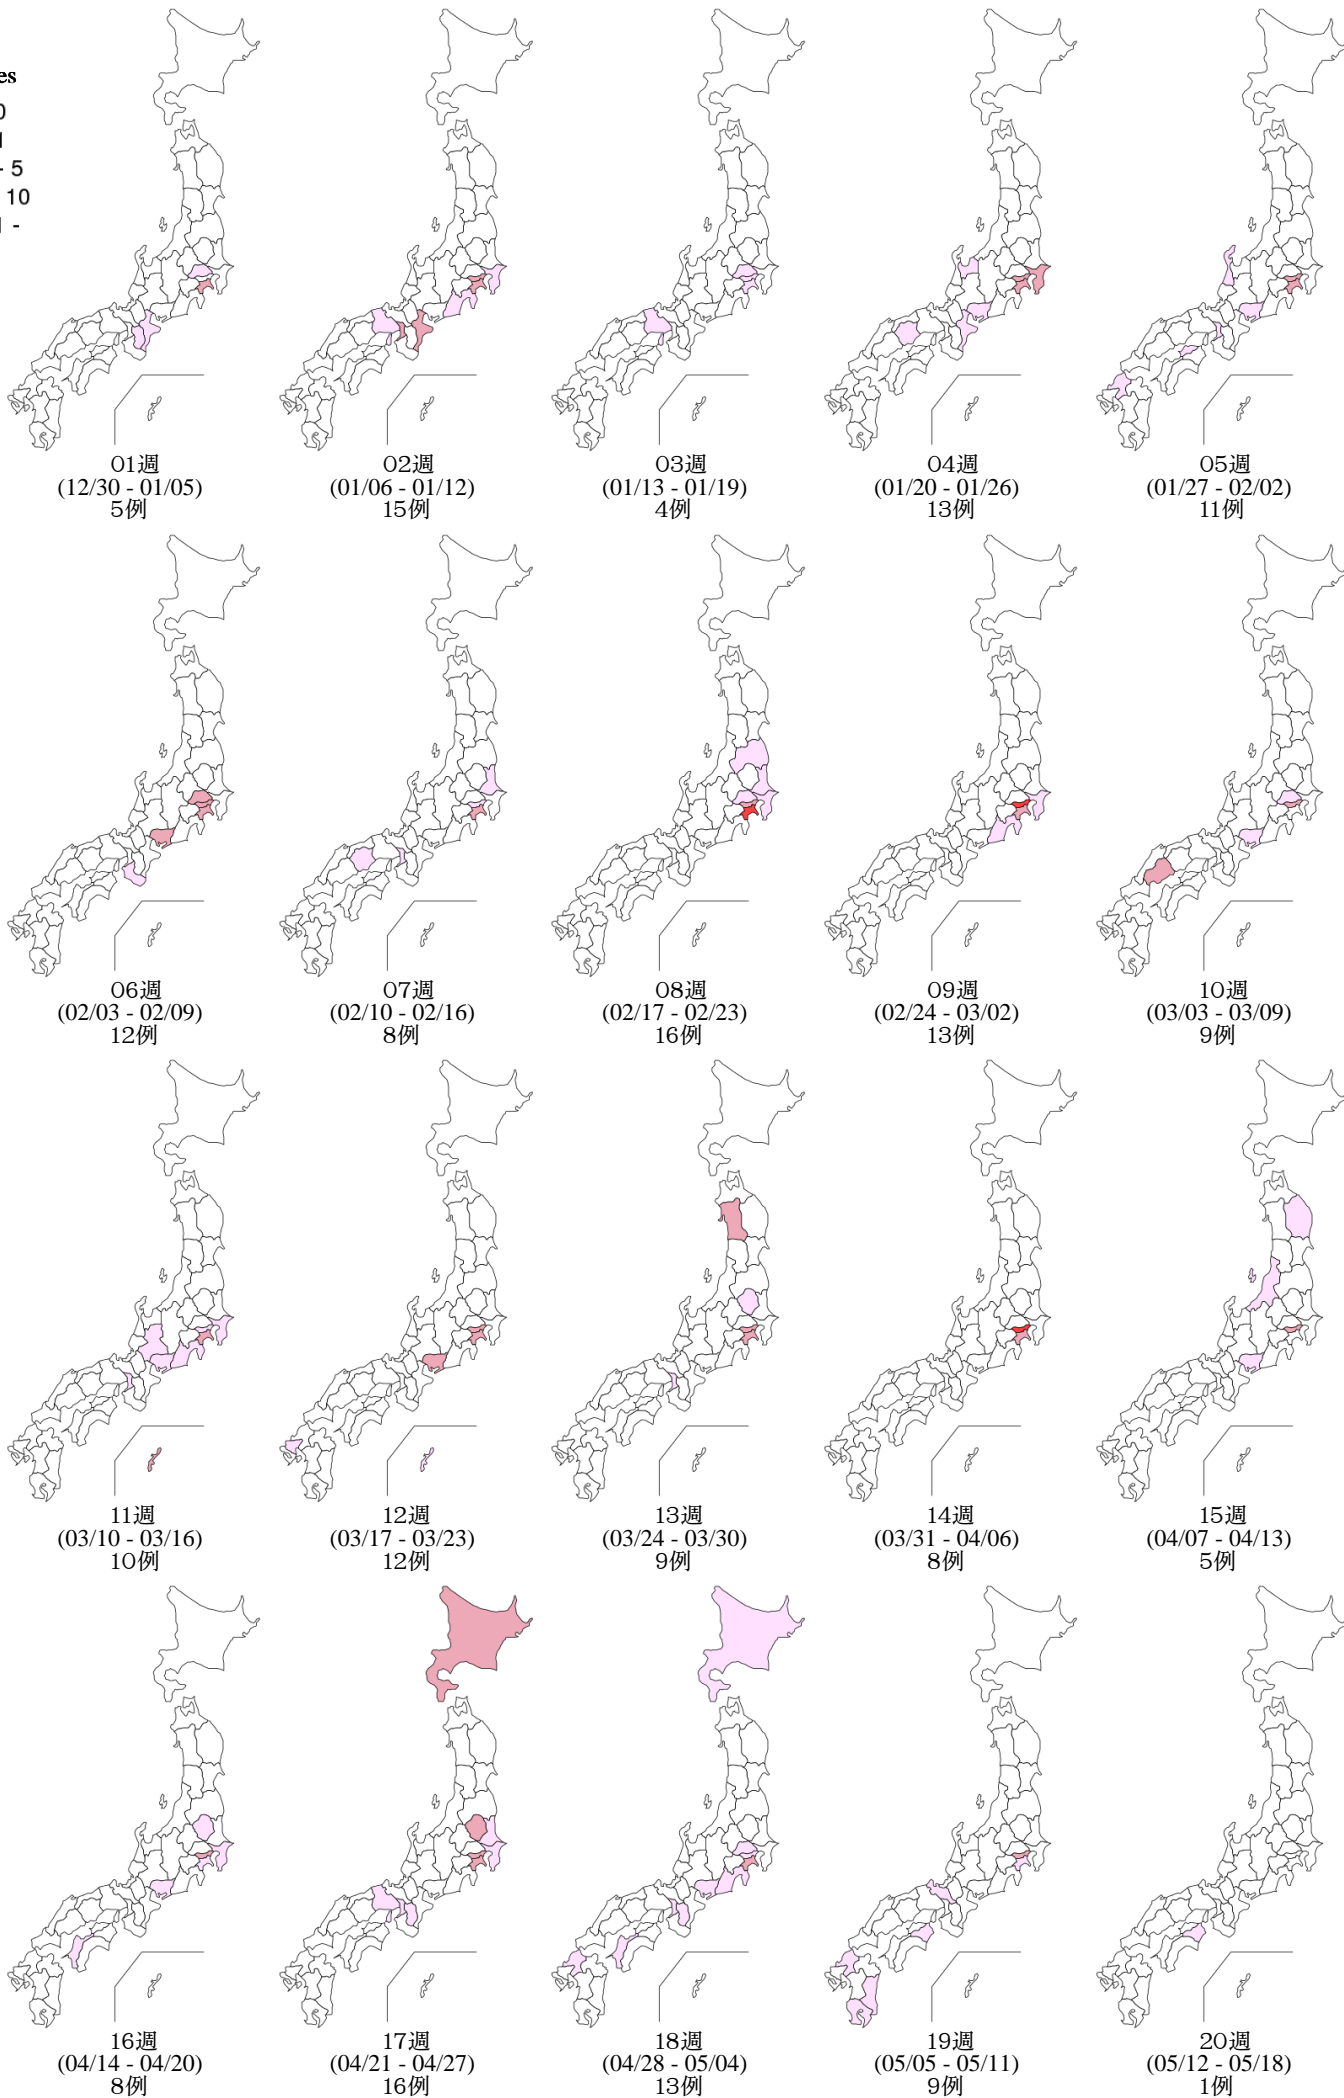 es
0
1
- 5
10
-
01週
(12/30 - 01/05)
5例
02週
(01/06 - 01/12)
15例
03週
(01/13 - 01/19)
4例
04週
(01/20 - 01/26)
13例
05週
(01/27 - 02/02)
11例
06週
(02/03 - 02/09)
12例
07週
(02/10 - 02/16)
8例
08週
(02/17 - 02/23)
16例
09週
(02/24 - 03/02)
13例
10週
(03/03 - 03/09)
9例
11週
(03/10 - 03/16)
10例
12週
(03/17 - 03/23)
12例
13週
(03/24 - 03/30)
9例
14週
(03/31 - 04/06)
8例
15週
(04/07 - 04/13)
5例
16週
(04/14 - 04/20)
8例
17週
(04/21 - 04/27)
16例
18週
(04/28 - 05/04)
13例
19週
(05/05 - 05/11)
9例
20週
(05/12 - 05/18)
1例